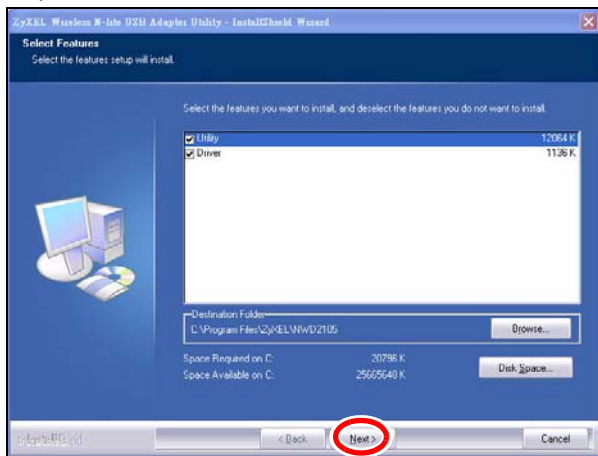 ZyXEL Wireless N-lite USB Adapter Utility - InstallShield Wizard
Select Features
Select the features setup will install.
Select the features you want to install, and deselect the features you do not want to install.
Utility 12064 K
Driver 1136 K
Destination Folder
C:\Program Files\ZyXEL\NWD2105
Browse...
Space Required on C: 20796 K
Space Available on C: 25605640 K
Disk Space...
InstallShield
< Back
Next >
Cancel